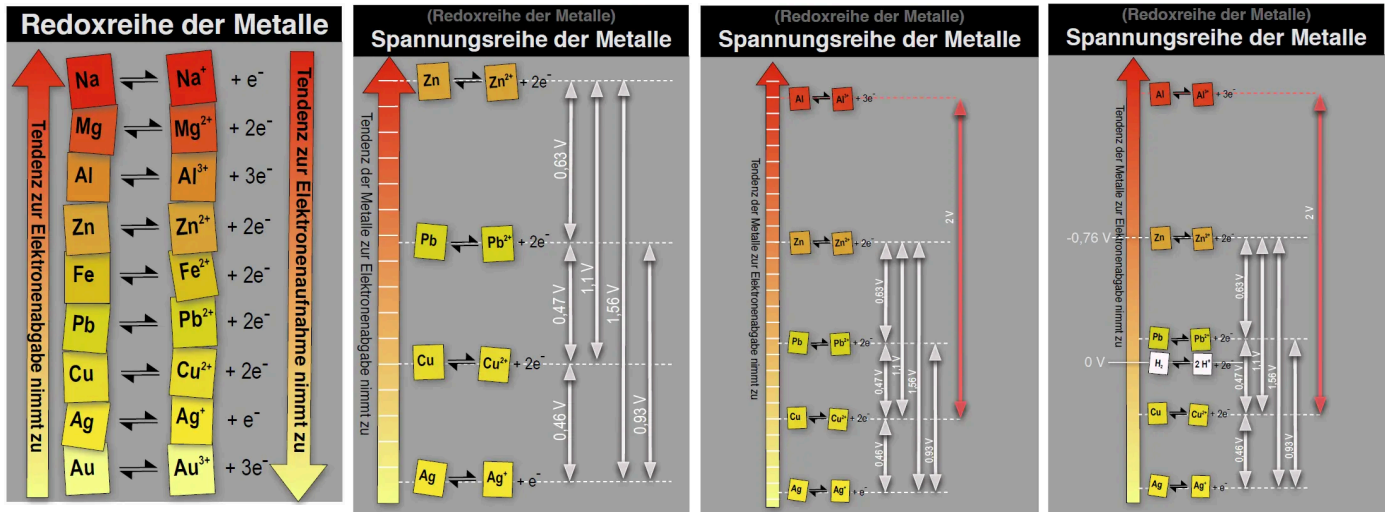 Redoxreihe der Metalle
Tendenz zur Elektronenabgabe nimmt zu
Na ⇌ Na⁺ + e⁻
Mg ⇌ Mg²⁺ + 2e⁻
Al ⇌ Al³⁺ + 3e⁻
Zn ⇌ Zn²⁺ + 2e⁻
Fe ⇌ Fe²⁺ + 2e⁻
Pb ⇌ Pb²⁺ + 2e⁻
Cu ⇌ Cu²⁺ + 2e⁻
Ag ⇌ Ag⁺ + e⁻
Au ⇌ Au³⁺ + 3e⁻
Tendenz zur Elektronenaufnahme nimmt zu
(Redoxreihe der Metalle)
Spannungsreihe der Metalle
Tendenz der Metalle zur Elektronenabgabe nimmt zu
Zn ⇌ Zn²⁺ + 2e⁻
Pb ⇌ Pb²⁺ + 2e⁻
Cu ⇌ Cu²⁺ + 2e⁻
Ag ⇌ Ag⁺ + e⁻
0,63 V
0,47 V
0,46 V
1,1 V
1,56 V
0,93 V
(Redoxreihe der Metalle)
Spannungsreihe der Metalle
Tendenz der Metalle zur Elektronenabgabe nimmt zu
Al ⇌ Al³⁺ + 3e⁻
Zn ⇌ Zn²⁺ + 2e⁻
Pb ⇌ Pb²⁺ + 2e⁻
Cu ⇌ Cu²⁺ + 2e⁻
Ag ⇌ Ag⁺ + e⁻
0,63 V
0,47 V
0,46 V
1,1 V
1,56 V
0,93 V
2 V
(Redoxreihe der Metalle)
Spannungsreihe der Metalle
Tendenz der Metalle zur Elektronenabgabe nimmt zu
Al ⇌ Al³⁺ + 3e⁻
-0,76 V
Zn ⇌ Zn²⁺ + 2e⁻
Pb ⇌ Pb²⁺ + 2e⁻
0 V
H₂ ⇌ 2 H⁺ + 2e⁻
Cu ⇌ Cu²⁺ + 2e⁻
Ag ⇌ Ag⁺ + e⁻
0,63 V
0,47 V
0,46 V
1,1 V
1,56 V
0,93 V
2 V